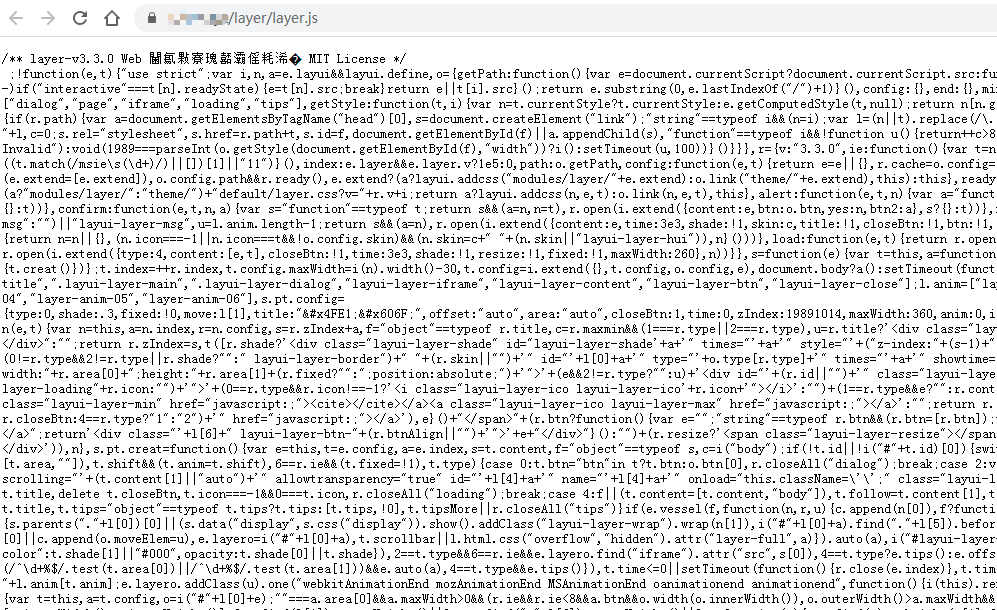 /layer/layer.js
/** layer-v3.3.0 Web MIT License */
;!function(e,t){"use strict";var i,n,a=e.layui&&layui.define,o={getPath:function(){var e=document.currentScript?document.currentScript.src:fu
-)if("interactive"===t[n].readyState){e=t[n].src;break}return e||t[i].src}();return e.substring(0,e.lastIndexOf("/")+1)}(),config:{},end:{},mini
["dialog","page","iframe","loading","tips"],getStyle:function(t,i){var n=t.currentStyle?t.currentStyle:e.getComputedStyle(t,null);return n[n.g
{if(r.path){var a=document.getElementsByTagName("head")[0],s=document.createElement("link");"string"==typeof i&&(n=i);var l=(n||t).replace(/\.
"+l,c=0;s.rel="stylesheet",s.href=r.path+t,s.id=f,document.getElementById(f)||a.appendChild(s),"function"==typeof i&&!function u(){return++c>8
Invalid"):void(1989===parseInt(o.getStyle(document.getElementById(f),"width"))?i():setTimeout(u,100))}()}}},r={v:"3.3.0",ie:function(){var t=n
((t.match(/msie\s(\d+)/)||[])[1]||"11")}(),index:e.layer&&e.layer.v?1e5:0,path:o.getPath,config:function(e,t){return e=e||{},r.cache=o.config=
(e.extend=[e.extend]),o.config.path&&r.ready(),e.extend?(a?layui.addcss("modules/layer/"+e.extend):o.link("theme/"+e.extend),this):this},ready
(a?"modules/layer/":"theme/")+"default/layer.css?v="+r.v+i;return a?layui.addcss(n,e,t):o.link(n,e,t),this},alert:function(e,t,n){var a="funct
{}:t))},confirm:function(e,t,n,a){var s="function"==typeof t;return s&&(a=n,n=t),r.open(i.extend({content:e,btn:o.btn,yes:n,btn2:a},s?{}:t))},
msg":"")||"layui-layer-msg",u=l.anim.length-1;return s&&(a=n),r.open(i.extend({content:e,time:3e3,shade:!1,skin:c,title:!1,closeBtn:!1,btn:!1,
{return n=n||{},(n.icon===-1||n.icon===t&&!o.config.skin)&&(n.skin=c+" "+(n.skin||"layui-layer-hui")),n}()))},load:function(e,t){return r.open
r.open(i.extend({type:4,content:[e,t],closeBtn:!1,time:3e3,shade:!1,resize:!1,fixed:!1,maxWidth:260},n))}},s=function(e){var t=this,a=function
{t.creat()})};t.index=++r.index,t.config.maxWidth=i(n).width()-30,t.config=i.extend({},t.config,o.config,e),document.body?a():setTimeout(funct
title",".layui-layer-main",".layui-layer-dialog","layui-layer-iframe","layui-layer-content","layui-layer-btn","layui-layer-close"];l.anim=["la
04","layer-anim-05","layer-anim-06"],s.pt.config=
{type:0,shade:.3,fixed:!0,move:l[1],title:"&#x4FE1;&#x606F;",offset:"auto",area:"auto",closeBtn:1,time:0,zIndex:19891014,maxWidth:360,anim:0,i
n(e,t){var n=this,a=n.index,r=n.config,s=r.zIndex+a,f="object"==typeof r.title,c=r.maxmin&&(1===r.type||2===r.type),u=r.title?'<div class="lay
</div>":"";return r.zIndex=s,t([r.shade?'<div class="layui-layer-shade" id="layui-layer-shade'+a+'" times="'+a+'" style="'+("z-index:"+(s-1)+"
(0!=r.type&&2!=r.type||r.shade?"":" layui-layer-border")+" "+(r.skin||"")+'" id="'+l[0]+a+'" type="'+o.type[r.type]+'" times="'+a+'" showtime=
width:"+r.area[0]+";height:"+r.area[1]+(r.fixed?"":";position:absolute;")+'">'+(e&&2!=r.type?"":u)+'<div id="'+(r.id||"")+'" class="layui-laye
layer-loading"+r.icon:"")+'">'+(0==r.type&&r.icon!==-1?'<i class="layui-layer-ico layui-layer-ico'+r.icon+'"></i>':"")+(1==r.type&&e?"":r.cont
class="layui-layer-min" href="javascript:;"><cite></cite></a><a class="layui-layer-ico layui-layer-max" href="javascript:;"></a>':"";return r.
r.closeBtn:4==r.type?"1":"2")+'" href="javascript:;"></a>'),e}()+"</span>"+(r.btn?function(){var e="";"string"==typeof r.btn&&(r.btn=[r.btn]);
</a>";return'<div class="'+l[6]+" layui-layer-btn-"+(r.btnAlign||"")+'">'+e+"</div>"}():"")+(r.resize?'<span class="layui-layer-resize"></span
</div>')),n},s.pt.creat=function(){var e=this,t=e.config,a=e.index,s=t.content,f="object"==typeof s,c=i("body");if(!t.id||!i("#"+t.id)[0]){swi
[t.area,""]),t.shift&&(t.anim=t.shift),6==r.ie&&(t.fixed=!1),t.type){case 0:t.btn="btn"in t?t.btn:o.btn[0],r.closeAll("dialog");break;case 2:v
scrolling="'+(t.content[1]||"auto")+'" allowtransparency="true" id="'+l[4]+a+'" name="'+l[4]+a+'" onload="this.className=\'\';" class="layui-l
t.title,delete t.closeBtn,t.icon===-1&&0===t.icon,r.closeAll("loading");break;case 4:f||(t.content=[t.content,"body"]),t.follow=t.content[1],t
t.title,t.tips="object"==typeof t.tips?t.tips:[t.tips,!0],t.tipsMore||r.closeAll("tips")}if(e.vessel(f,function(n,r,u){c.append(n[0]),f?functi
{s.parents("."+l[0])[0]||(s.data("display",s.css("display")).show().addClass("layui-layer-wrap").wrap(n[1]),i("#"+l[0]+a).find("."+l[5]).befor
[0]||c.append(o.moveElem=u),e.layero=i("#"+l[0]+a),t.scrollbar||l.html.css("overflow","hidden").attr("layer-full",a)}).auto(a),i("#layui-layer
color":t.shade[1]||"#000",opacity:t.shade[0]||t.shade}),2==t.type&&6==r.ie&&e.layero.find("iframe").attr("src",s[0]),4==t.type?e.tips():e.offs
(/^\d+%$/.test(t.area[0])||/^\d+%$/.test(t.area[1]))&&e.auto(a),4==t.type&&e.tips()}),t.time<=0||setTimeout(function(){r.close(e.index)},t.tim
"+l.anim[t.anim];e.layero.addClass(u).one("webkitAnimationEnd mozAnimationEnd MSAnimationEnd oanimationend animationend",function(){i(this).re
{var t=this,a=t.config,o=i("#"+l[0]+e);""===a.area[0]&&a.maxWidth>0&&(r.ie&&r.ie<8&&a.btn&&o.width(o.innerWidth()),o.outerWidth()>a.maxWidth&&